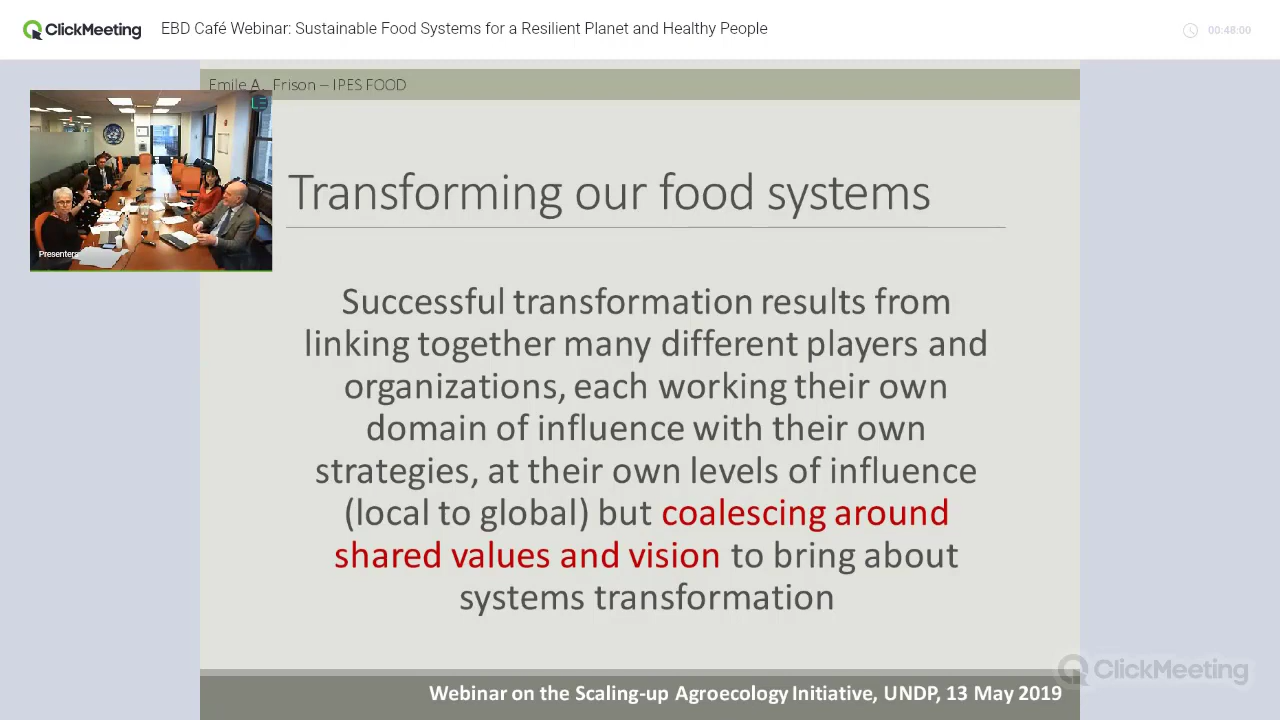 ClickMeeting
EBD Café Webinar: Sustainable Food Systems for a Resilient Planet and Healthy People
00:48:00
Emile A. Frison – IPES FOOD
Presenters
Transforming our food systems
Successful transformation results from
linking together many different players and
organizations, each working their own
domain of influence with their own
strategies, at their own levels of influence
(local to global) but coalescing around
shared values and vision to bring about
systems transformation
ClickMeeting
Webinar on the Scaling-up Agroecology Initiative, UNDP, 13 May 2019